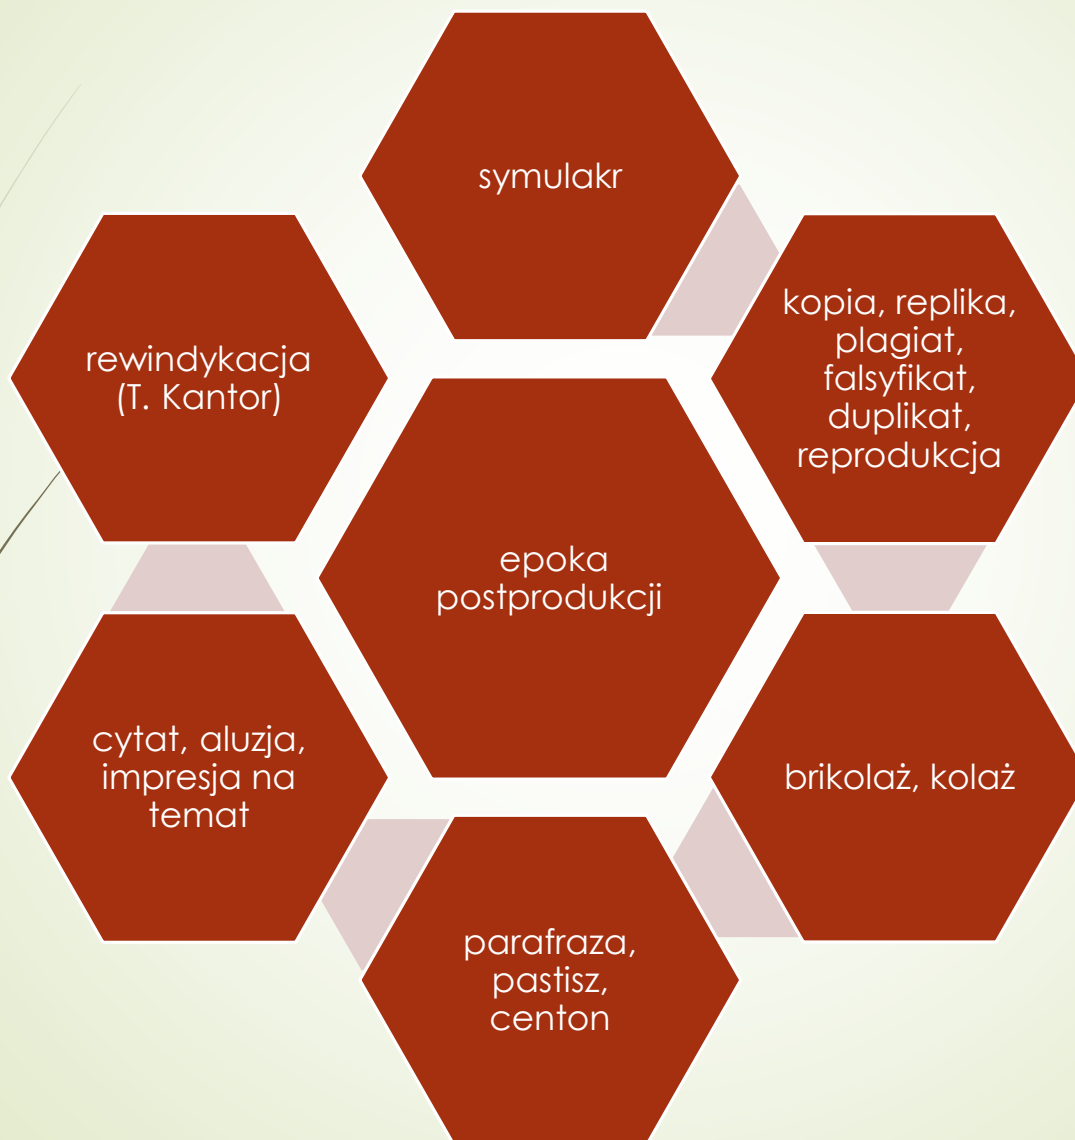 symulakr
kopia, replika,
plagiat,
falsyfikat,
duplikat,
reprodukcja
brikolaż, kolaż
parafraza,
pastisz,
centon
cytat, aluzja,
impresja na
temat
rewindykacja
(T. Kantor)
epoka
postprodukcji